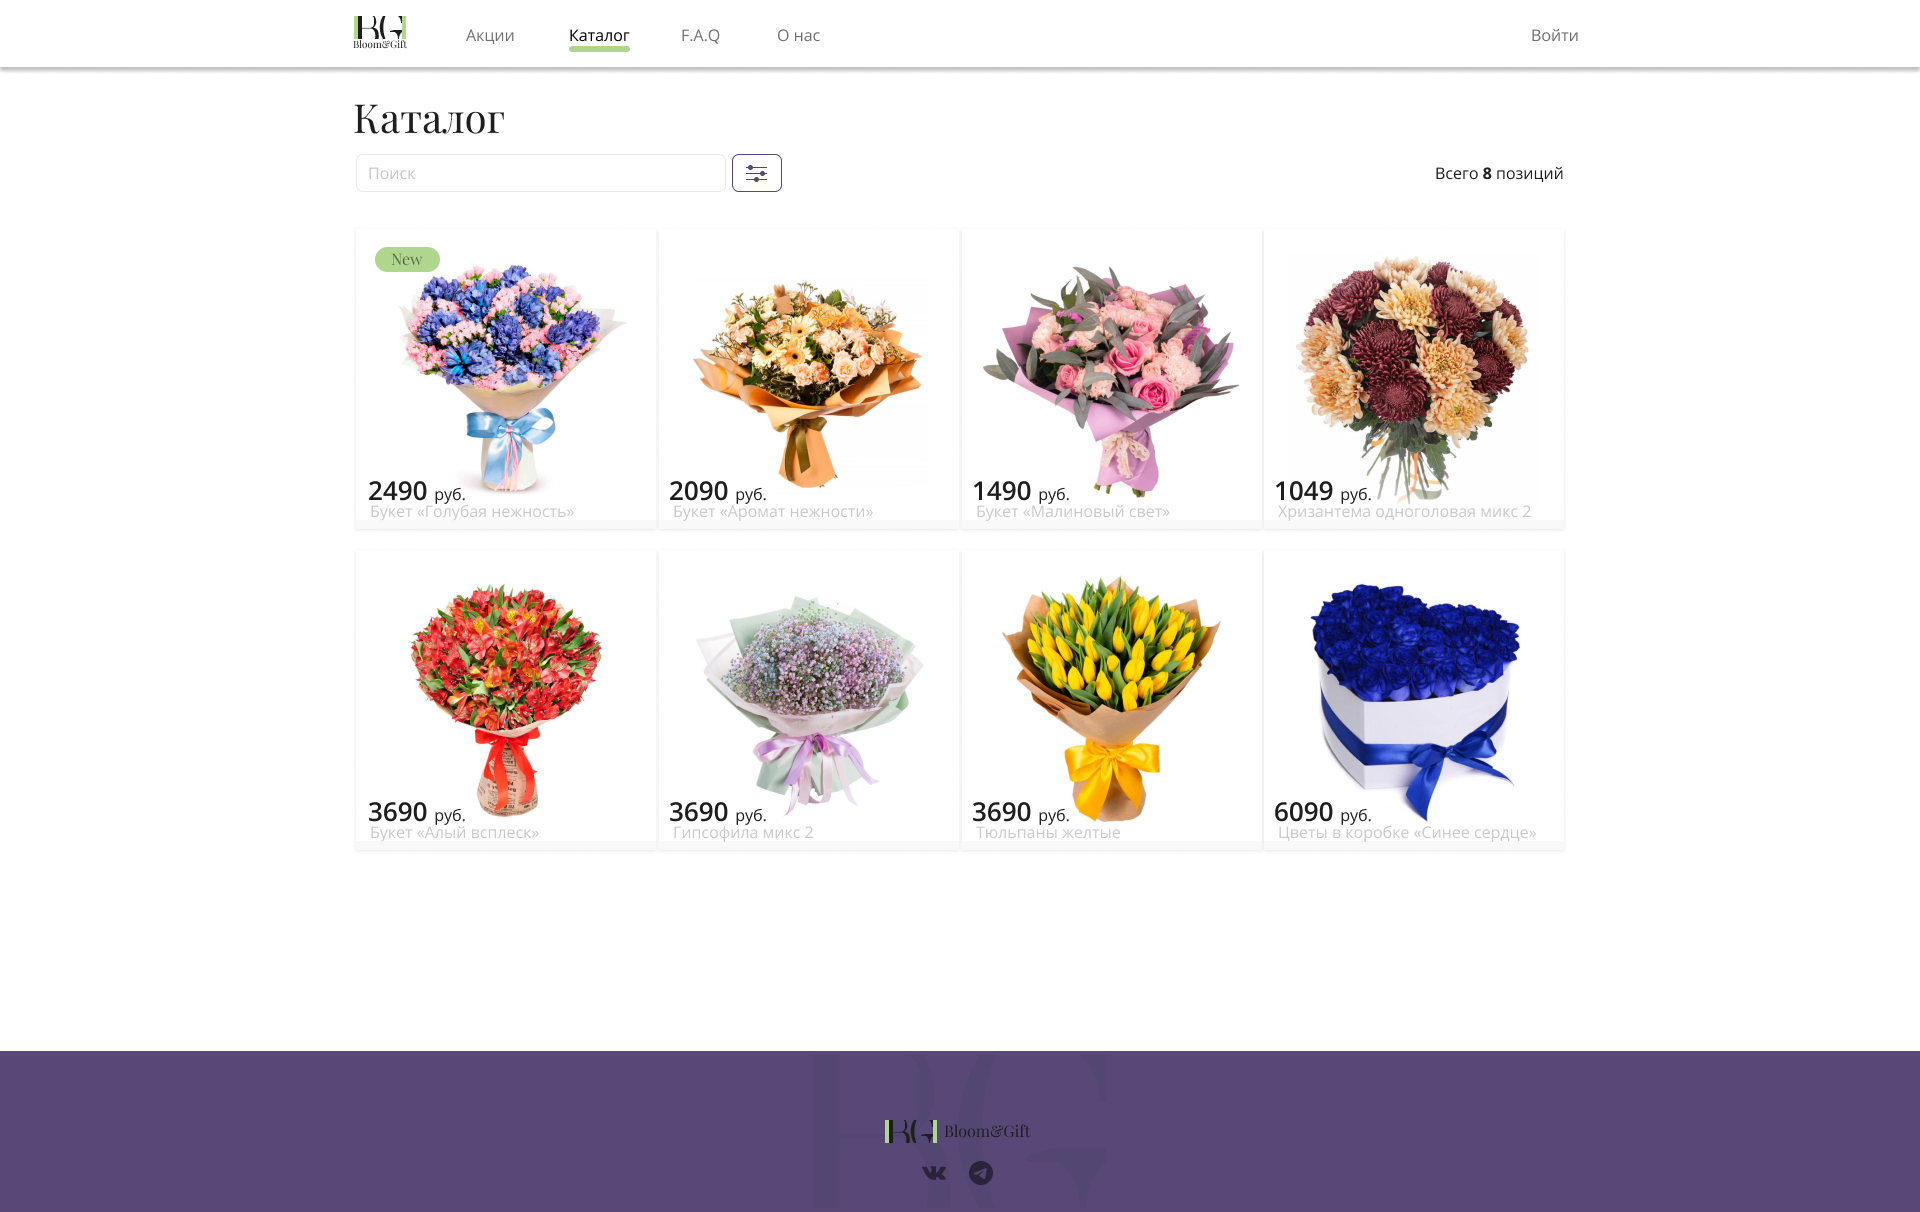 BG
Bloom&Gift
Акции
Каталог
F.A.Q
О нас
Войти
Каталог
Поиск
Всего 8 позиций
New
2490 руб.
Букет «Голубая нежность»
2090 руб.
Букет «Аромат нежности»
1490 руб.
Букет «Малиновый свет»
1049 руб.
Хризантема одноголовая микс 2
3690 руб.
Букет «Алый всплеск»
3690 руб.
Гипсофила микс 2
3690 руб.
Тюльпаны желтые
6090 руб.
Цветы в коробке «Синее сердце»
BG
BG Bloom&Gift